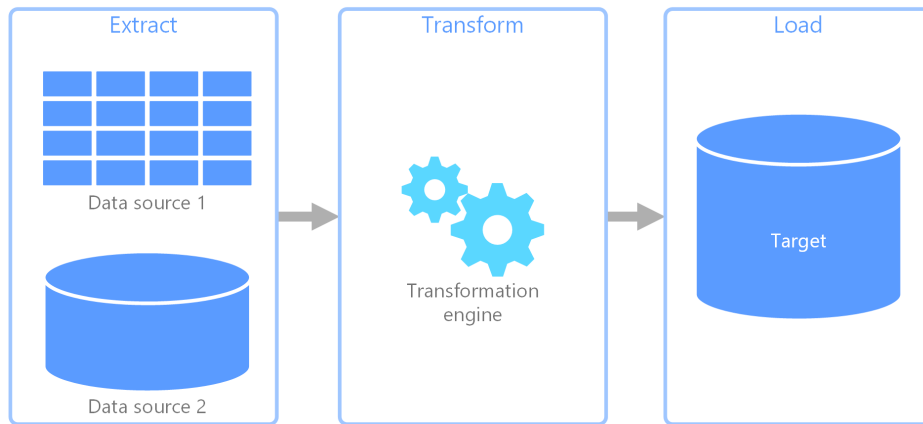 Extract
Transform
Load
Data source 1
Data source 2
Transformation
engine
Target